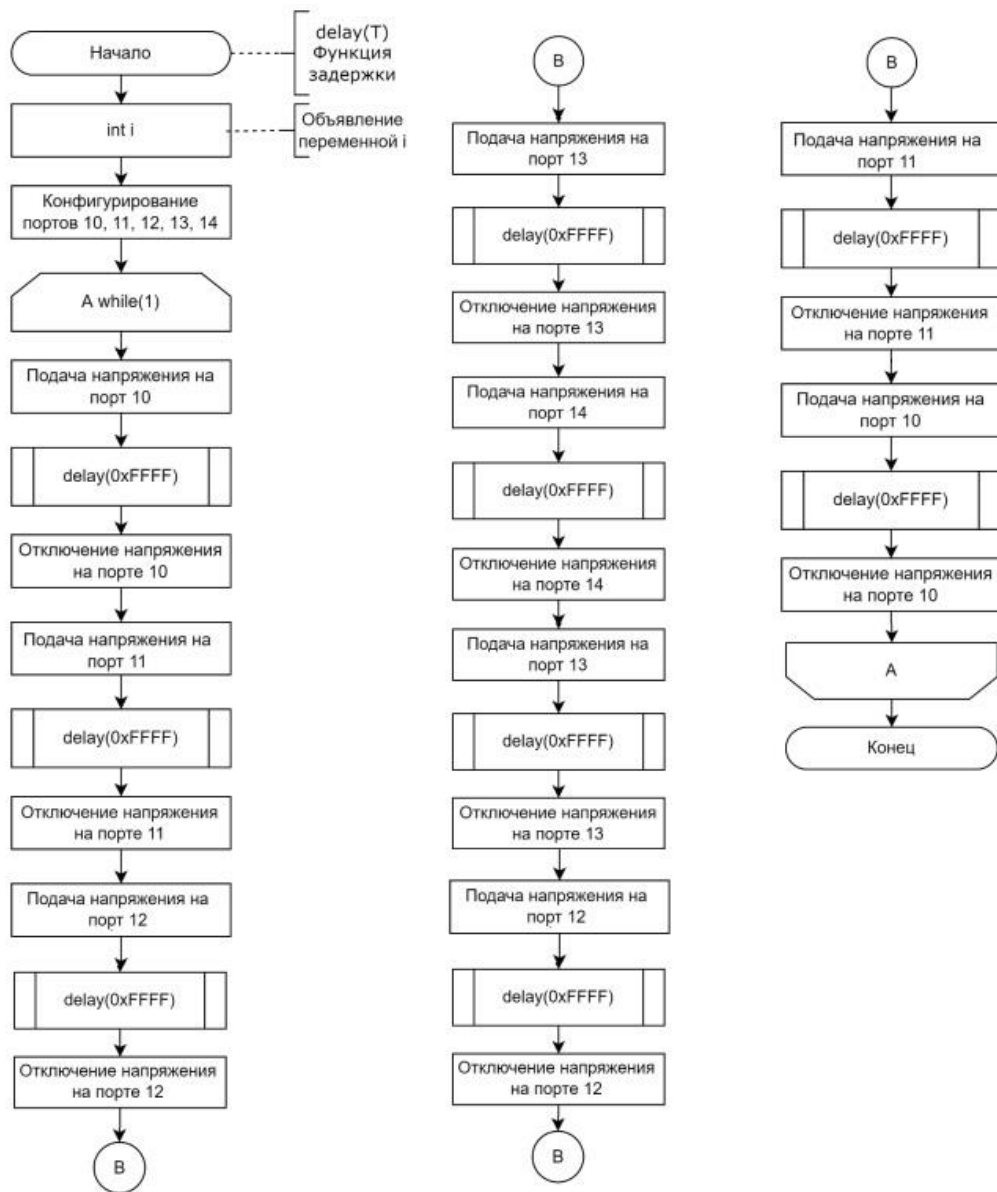 Начало
delay(T)
Функция
задержки
int i
Объявление
переменной i
Конфигурирование
портов 10, 11, 12, 13, 14
A while(1)
Подача напряжения на
порт 10
delay(0xFFFF)
Отключение напряжения
на порте 10
Подача напряжения на
порт 11
delay(0xFFFF)
Отключение напряжения
на порте 11
Подача напряжения на
порт 12
delay(0xFFFF)
Отключение напряжения
на порте 12
B
B
Подача напряжения на
порт 13
delay(0xFFFF)
Отключение напряжения
на порте 13
Подача напряжения на
порт 14
delay(0xFFFF)
Отключение напряжения
на порте 14
Подача напряжения на
порт 13
delay(0xFFFF)
Отключение напряжения
на порте 13
Подача напряжения на
порт 12
delay(0xFFFF)
Отключение напряжения
на порте 12
B
B
Подача напряжения на
порт 11
delay(0xFFFF)
Отключение напряжения
на порте 11
Подача напряжения на
порт 10
delay(0xFFFF)
Отключение напряжения
на порте 10
A
Конец